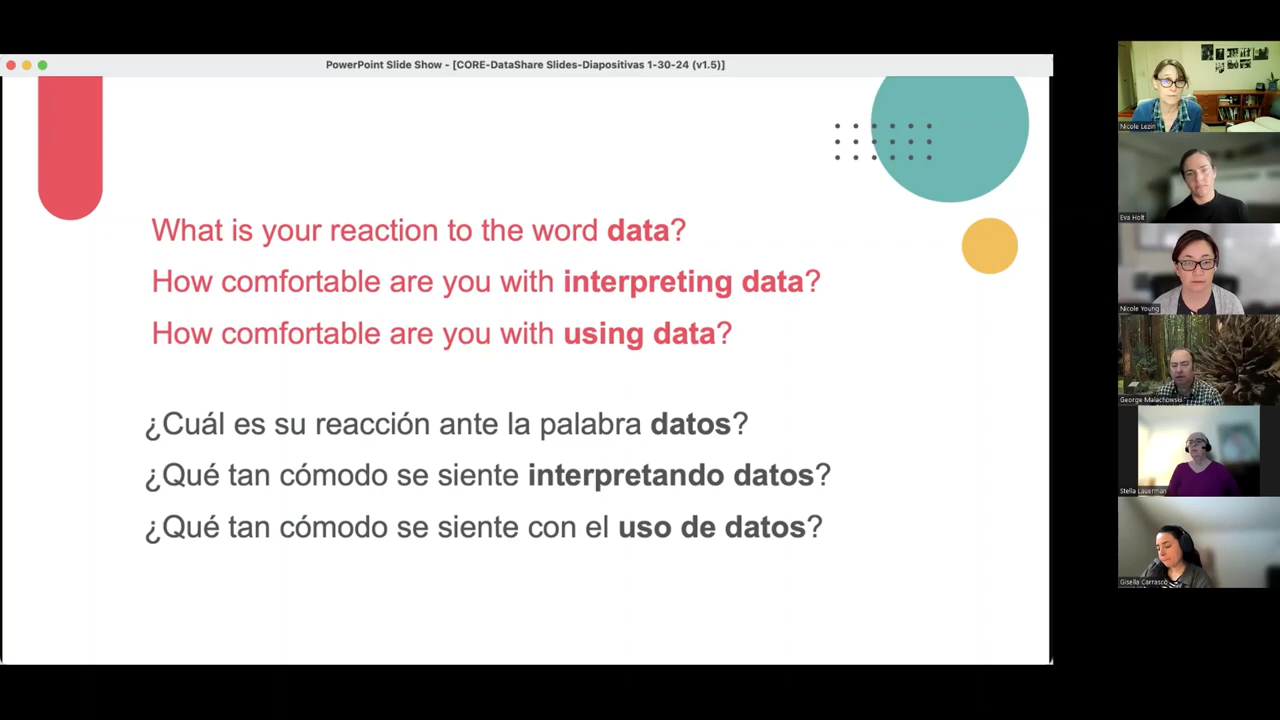 PowerPoint Slide Show - [CORE-DataShare Slides-Diapositivas 1-30-24 (v1.5)]
What is your reaction to the word data?
How comfortable are you with interpreting data?
How comfortable are you with using data?
¿Cuál es su reacción ante la palabra datos?
¿Qué tan cómodo se siente interpretando datos?
¿Qué tan cómodo se siente con el uso de datos?
Nicole Lezin
Eva Holt
Nicole Young
George Malachowski
Stella Lauerman
Gisella Carrasco